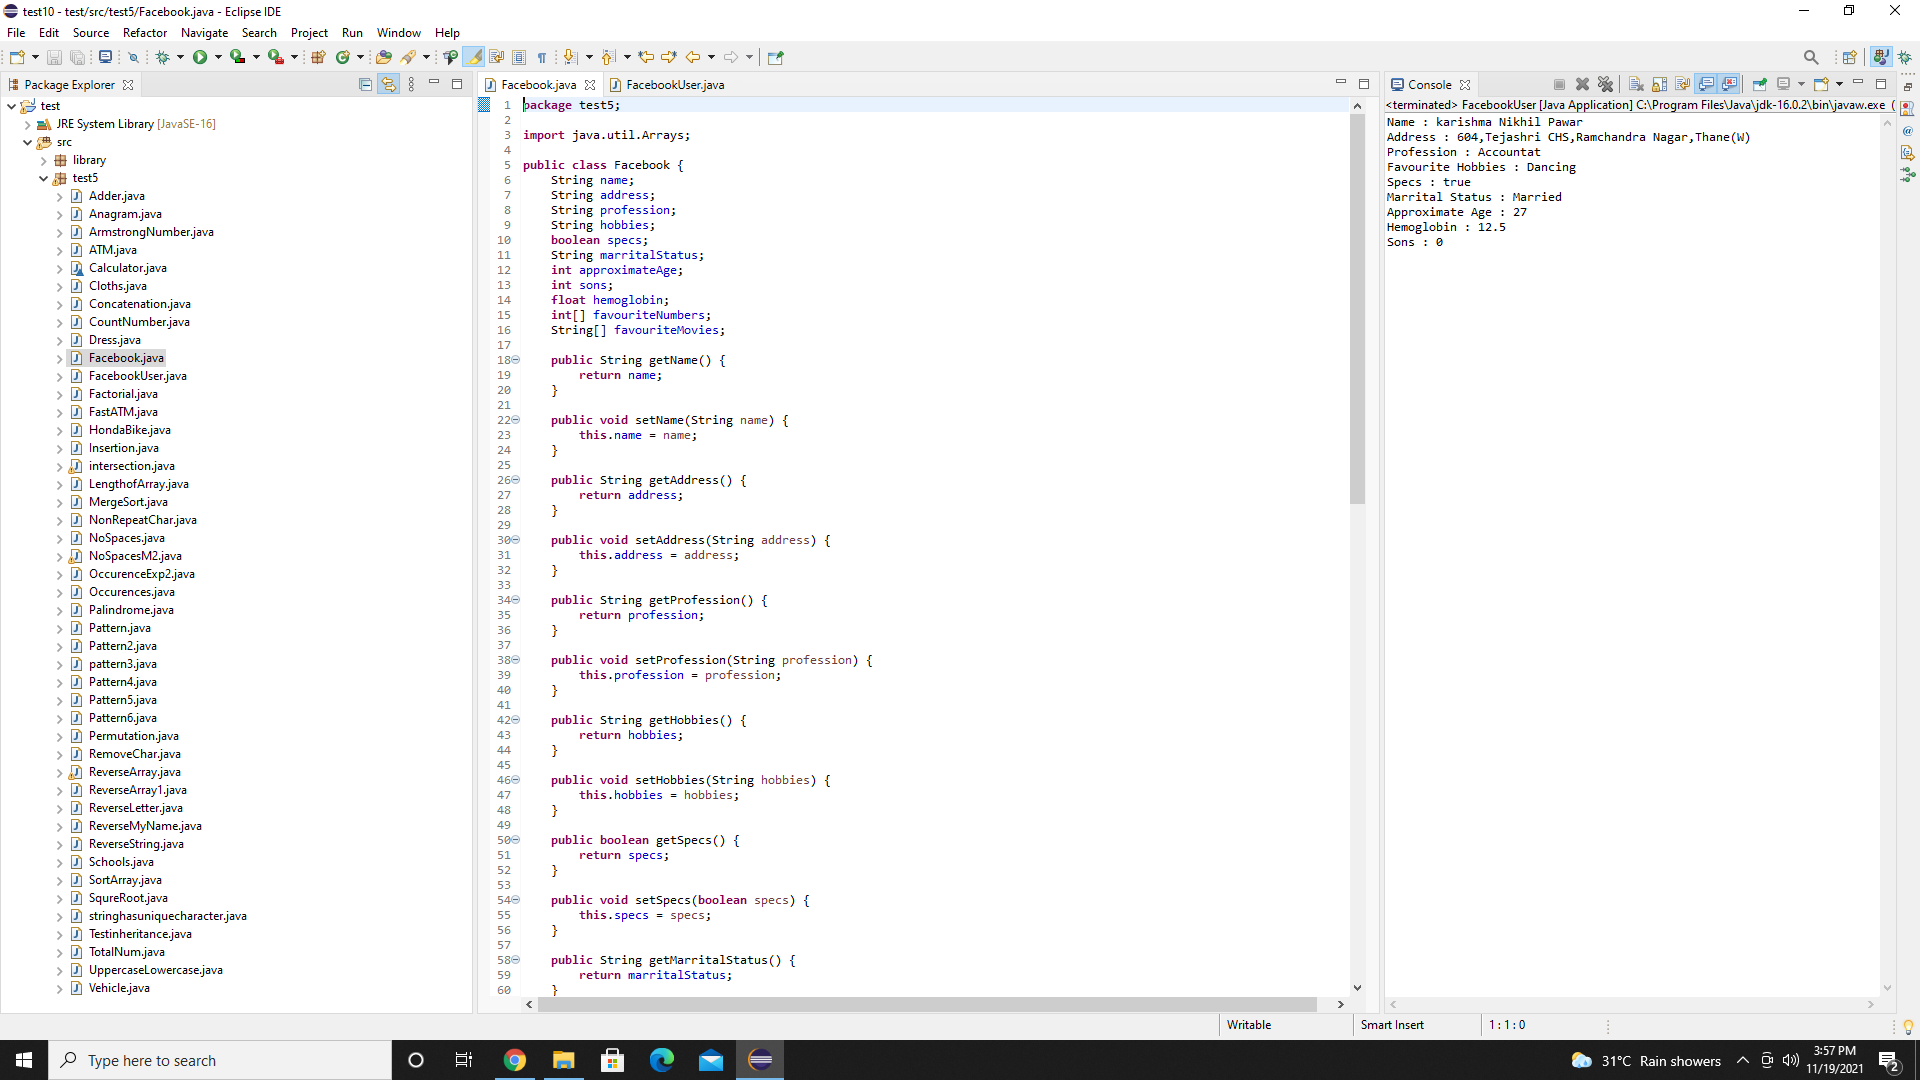 test10 - test/src/test5/Facebook.java - Eclipse IDE
File Edit Source Refactor Navigate Search Project Run Window Help
Package Explorer
test
JRE System Library [JavaSE-16]
src
library
test5
Adder.java
Anagram.java
ArmstrongNumber.java
ATM.java
Calculator.java
Cloths.java
Concatenation.java
CountNumber.java
Dress.java
Facebook.java
FacebookUser.java
Factorial.java
FastATM.java
HondaBike.java
Insertion.java
intersection.java
LengthofArray.java
MergeSort.java
NonRepeatChar.java
NoSpaces.java
NoSpacesM2.java
OccurenceExp2.java
Occurences.java
Palindrome.java
Pattern.java
Pattern2.java
pattern3.java
Pattern4.java
Pattern5.java
Pattern6.java
Permutation.java
RemoveChar.java
ReverseArray.java
ReverseArray1.java
ReverseLetter.java
ReverseMyName.java
ReverseString.java
Schools.java
SortArray.java
SqureRoot.java
stringhasuniquecharacter.java
Testinheritance.java
TotalNum.java
UppercaseLowercase.java
Vehicle.java
Facebook.java FacebookUser.java
1 package test5;
2
3 import java.util.Arrays;
4
5 public class Facebook {
6 String name;
7 String address;
8 String profession;
9 String hobbies;
10 boolean specs;
11 String marritalStatus;
12 int approximateAge;
13 int sons;
14 float hemoglobin;
15 int[] favouriteNumbers;
16 String[] favouriteMovies;
17
18 public String getName() {
19 return name;
20 }
21
22 public void setName(String name) {
23 this.name = name;
24 }
25
26 public String getAddress() {
27 return address;
28 }
29
30 public void setAddress(String address) {
31 this.address = address;
32 }
33
34 public String getProfession() {
35 return profession;
36 }
37
38 public void setProfession(String profession) {
39 this.profession = profession;
40 }
41
42 public String getHobbies() {
43 return hobbies;
44 }
45
46 public void setHobbies(String hobbies) {
47 this.hobbies = hobbies;
48 }
49
50 public boolean getSpecs() {
51 return specs;
52 }
53
54 public void setSpecs(boolean specs) {
55 this.specs = specs;
56 }
57
58 public String getMarritalStatus() {
59 return marritalStatus;
60 }
Console
<terminated> FacebookUser [Java Application] C:\Program Files\Java\jdk-16.0.2\bin\javaw.exe (
Name : karishma Nikhil Pawar
Address : 604,Tejashri CHS,Ramchandra Nagar,Thane(W)
Profession : Accountat
Favourite Hobbies : Dancing
Specs : true
Marrital Status : Married
Approximate Age : 27
Hemoglobin : 12.5
Sons : 0
Writable Smart Insert 1 : 1 : 0
Type here to search
31°C Rain showers
3:57 PM
11/19/2021
2